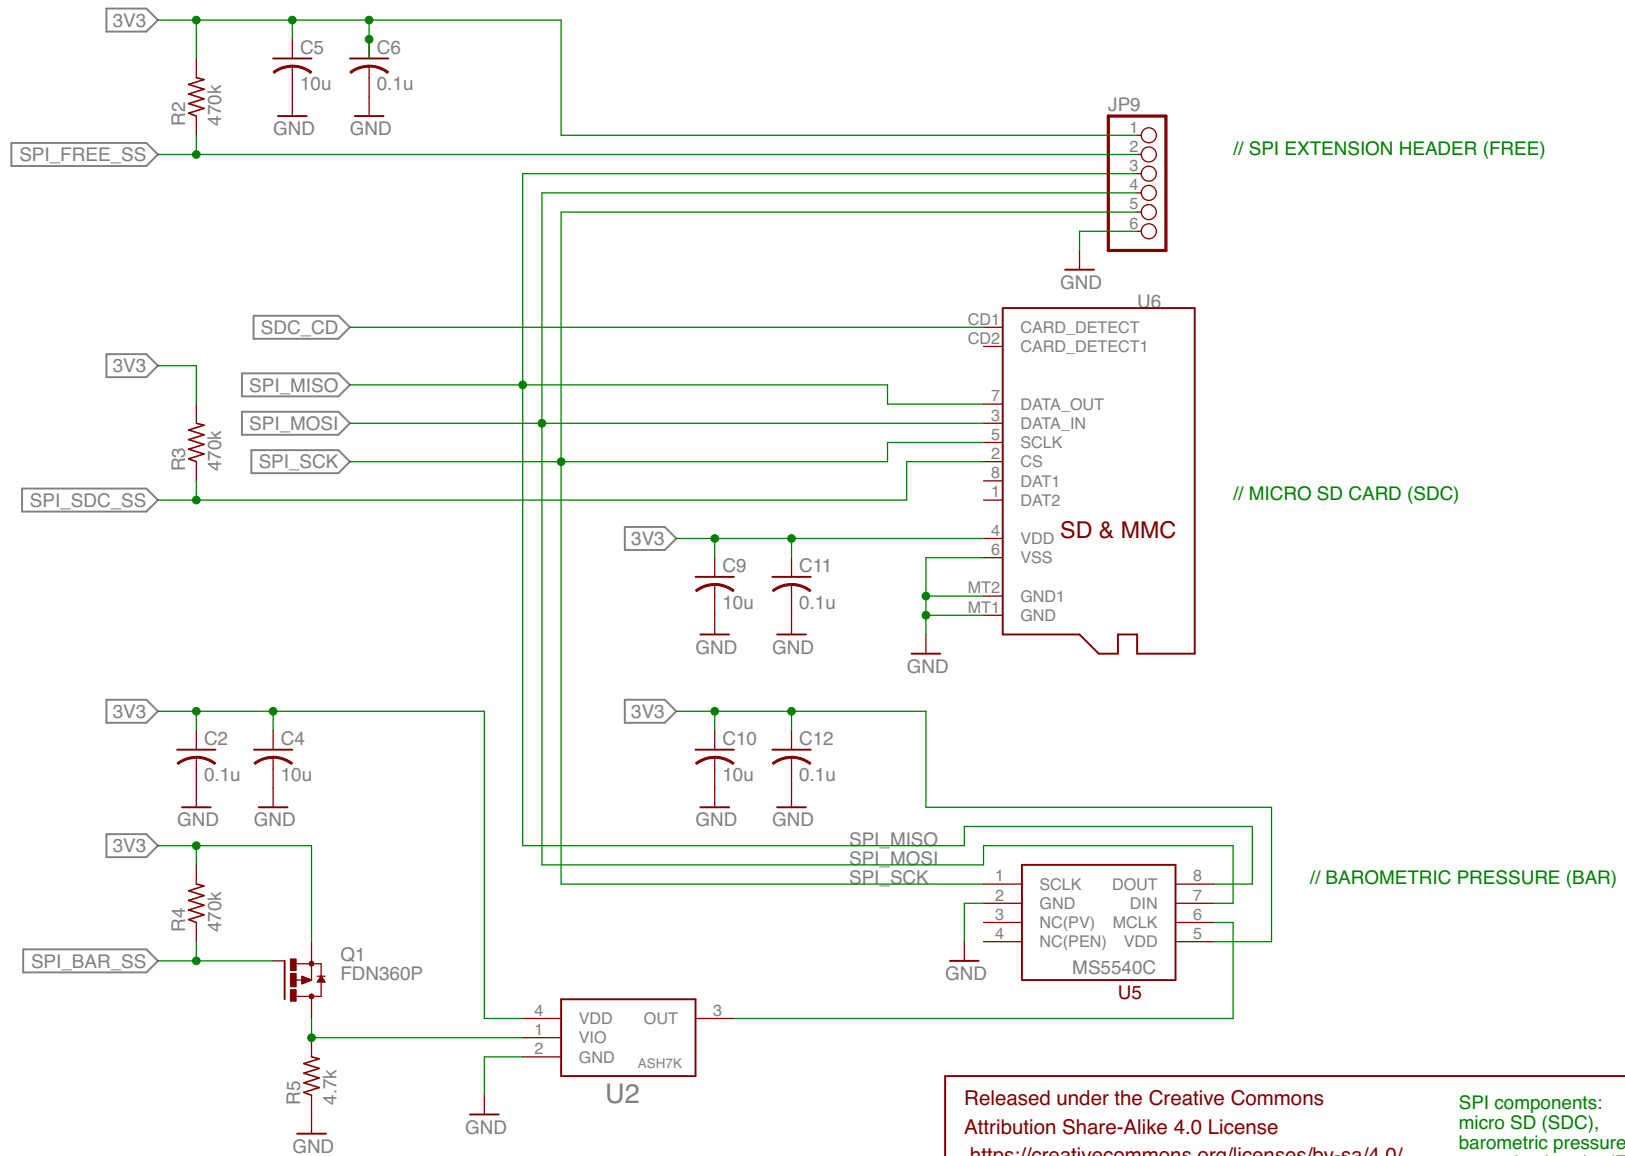 3V3
C5
10u
C6
0.1u
R2
470k
GND
GND
SPI_FREE_SS
JP9
1
2
3
4
5
6
GND
// SPI EXTENSION HEADER (FREE)
SDC_CD
3V3
SPI_MISO
SPI_MOSI
SPI_SCK
R3
470k
SPI_SDC_SS
U6
CD1 CARD_DETECT
CD2 CARD_DETECT1
7 DATA_OUT
3 DATA_IN
5 SCLK
2 CS
8 DAT1
1 DAT2
4 VDD
6 VSS
MT2 GND1
MT1 GND
SD & MMC
GND
// MICRO SD CARD (SDC)
3V3
C9
10u
C11
0.1u
GND
GND
3V3
C2
0.1u
C4
10u
GND
GND
3V3
C10
10u
C12
0.1u
GND
GND
3V3
R4
470k
SPI_BAR_SS
Q1
FDN360P
R5
4.7k
GND
SPI_MISO
SPI_MOSI
SPI_SCK
1 SCLK DOUT 8
2 GND DIN 7
3 NC(PV) MCLK 6
4 NC(PEN) VDD 5
MS5540C
U5
GND
// BAROMETRIC PRESSURE (BAR)
4 VDD OUT 3
1 VIO
2 GND ASH7K
U2
GND
Released under the Creative Commons
Attribution Share-Alike 4.0 License
https://creativecommons.org/licenses/by-sa/4.0/
SPI components:
micro SD (SDC),
barometric pressure